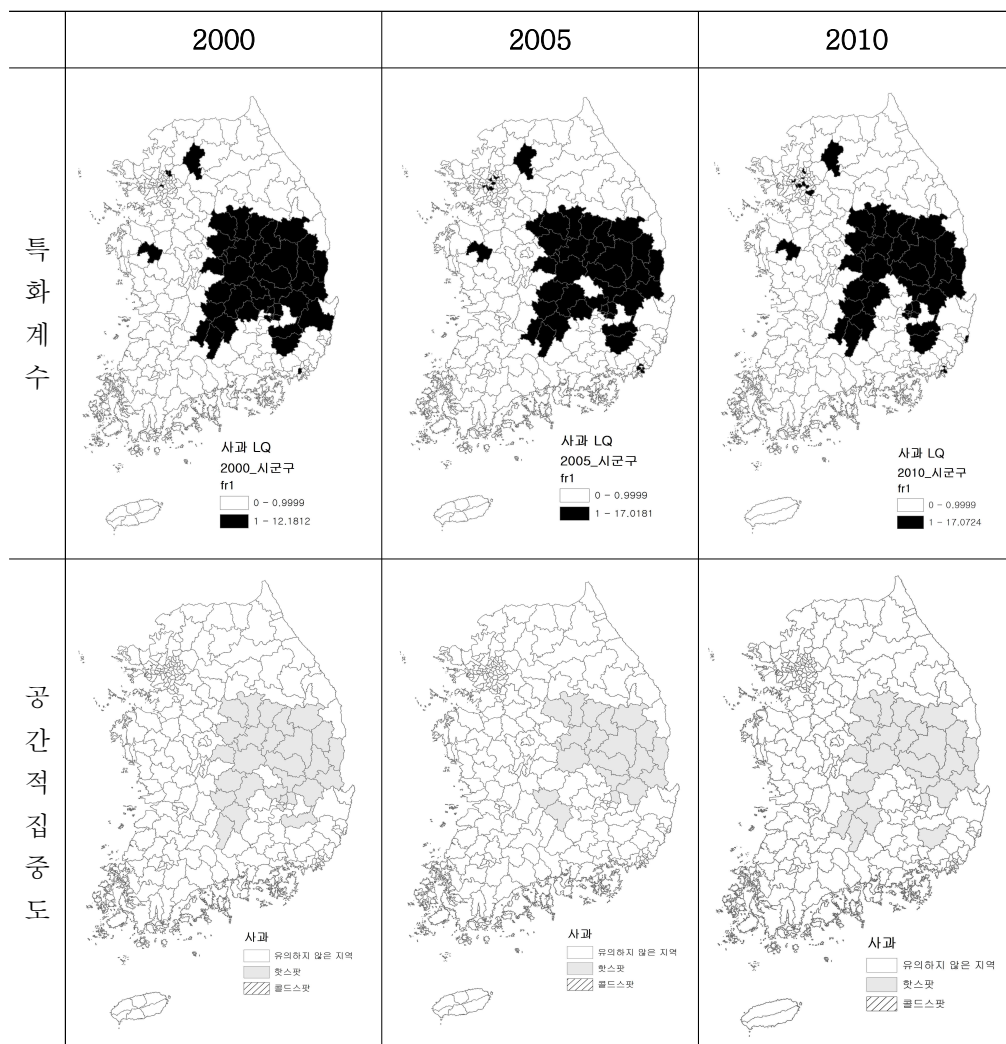 2000
2005
2010
특화계수
사과 LQ
2000_시군구
fr1
0 - 0.9999
1 - 12.1812
사과 LQ
2005_시군구
fr1
0 - 0.9999
1 - 17.0181
사과 LQ
2010_시군구
fr1
0 - 0.9999
1 - 17.0724
공간적집중도
사과
유의하지 않은 지역
핫스팟
콜드스팟
사과
유의하지 않은 지역
핫스팟
콜드스팟
사과
유의하지 않은 지역
핫스팟
콜드스팟